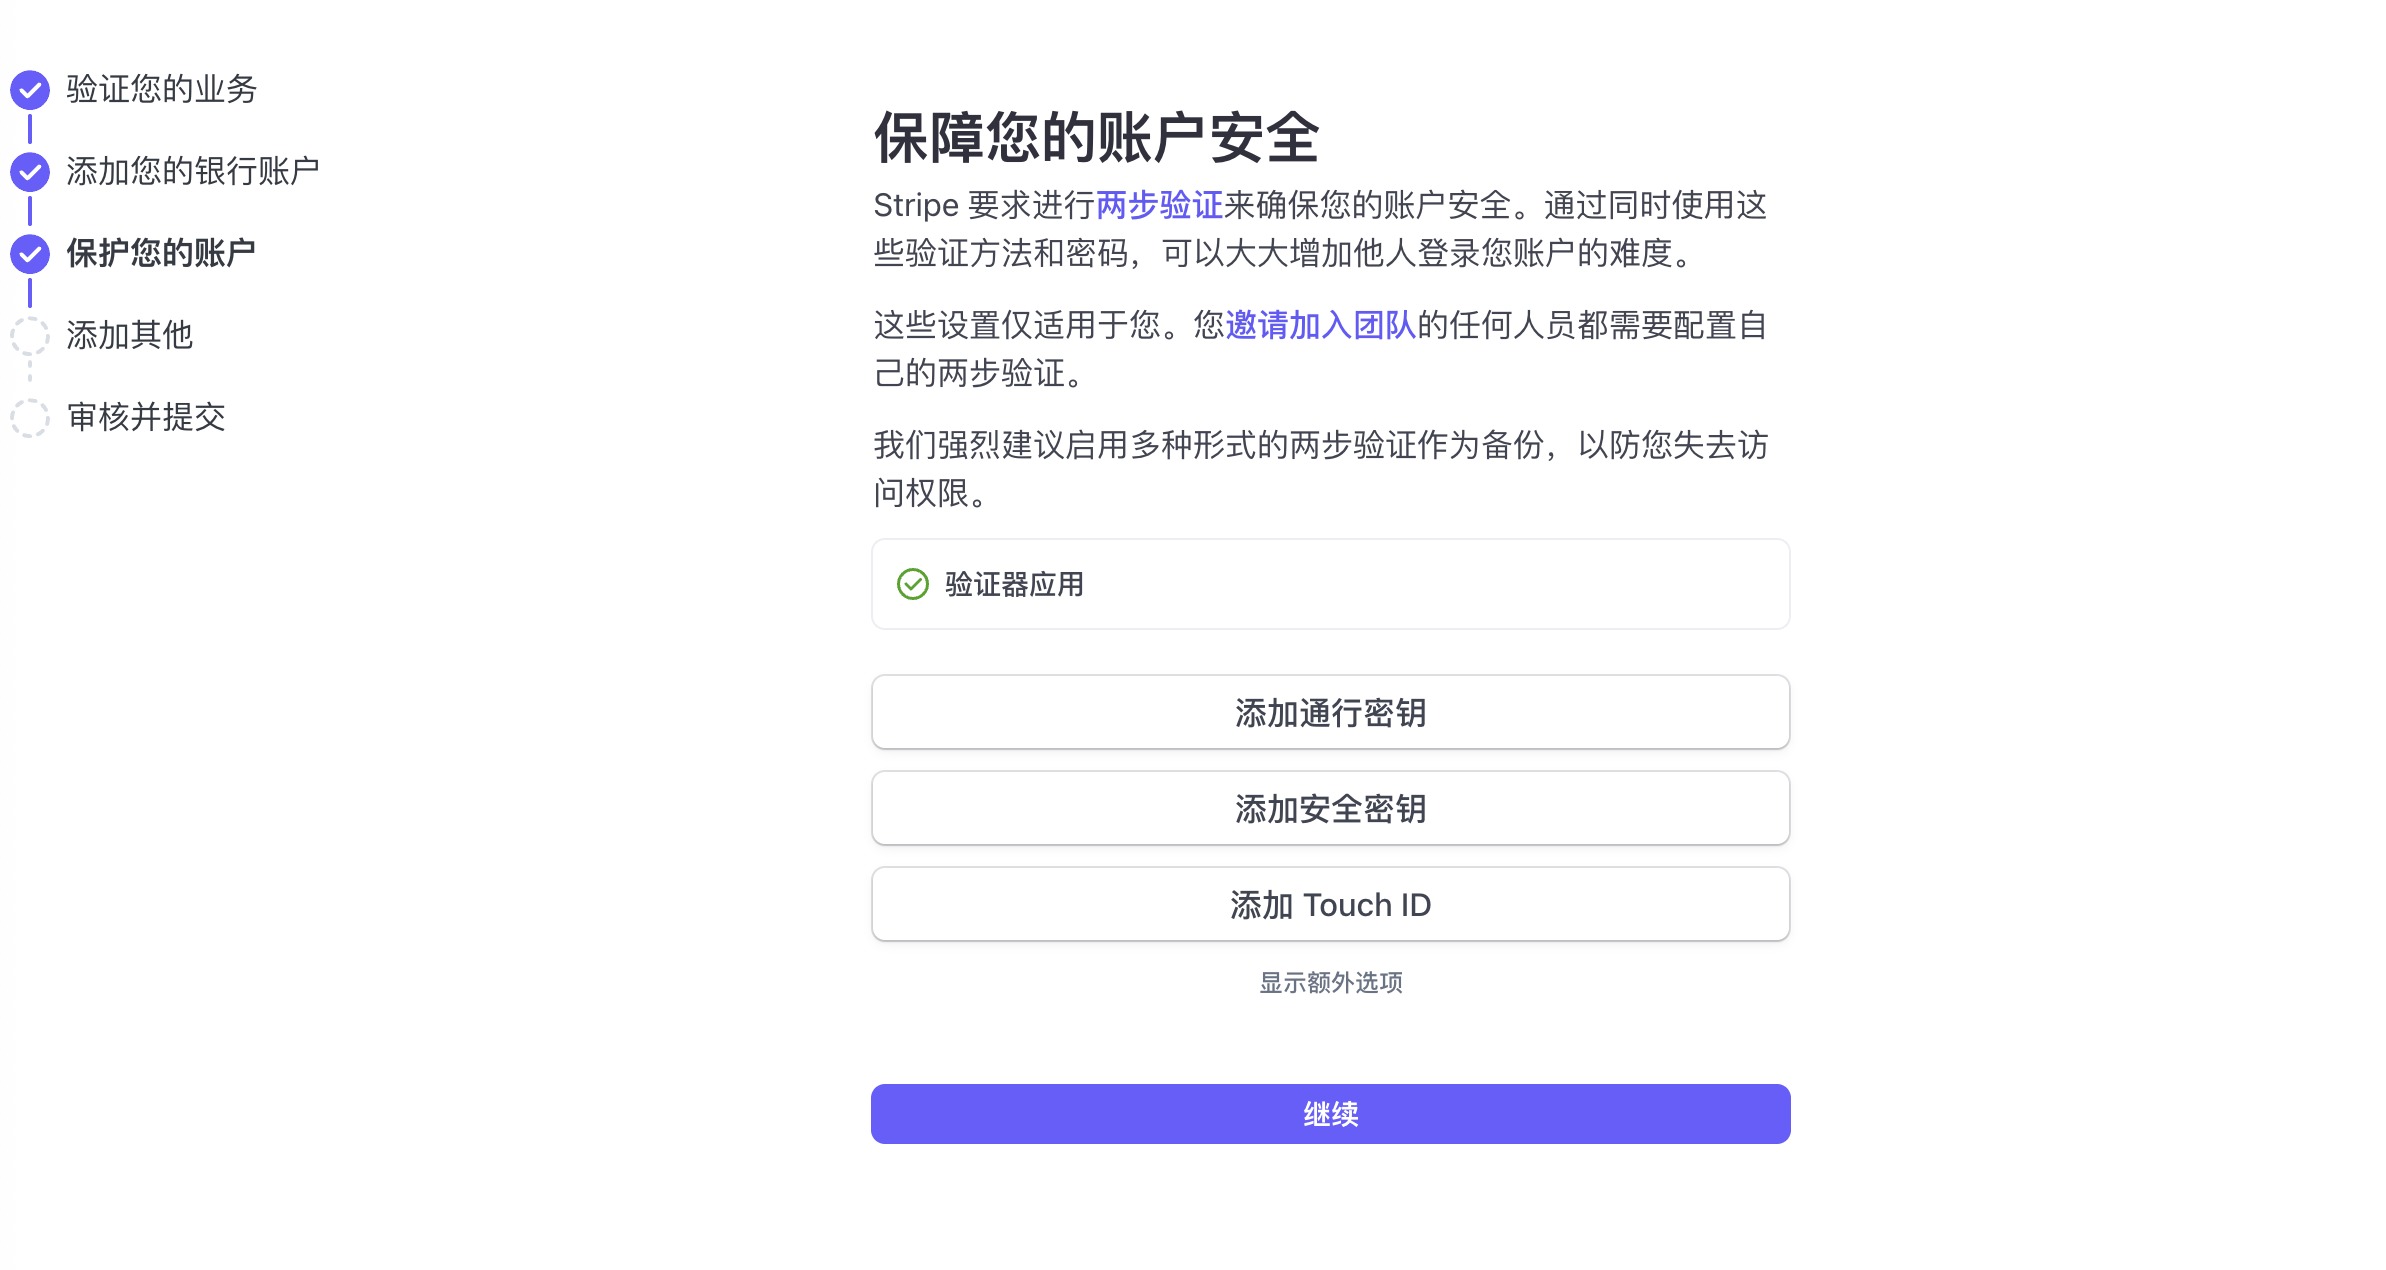 验证您的业务
添加您的银行账户
保护您的账户
添加其他
审核并提交
保障您的账户安全
Stripe 要求进行两步验证来确保您的账户安全。通过同时使用这
些验证方法和密码，可以大大增加他人登录您账户的难度。
这些设置仅适用于您。您邀请加入团队的任何人员都需要配置自
己的两步验证。
我们强烈建议启用多种形式的两步验证作为备份，以防您失去访
问权限。
验证器应用
添加通行密钥
添加安全密钥
添加 Touch ID
显示额外选项
继续